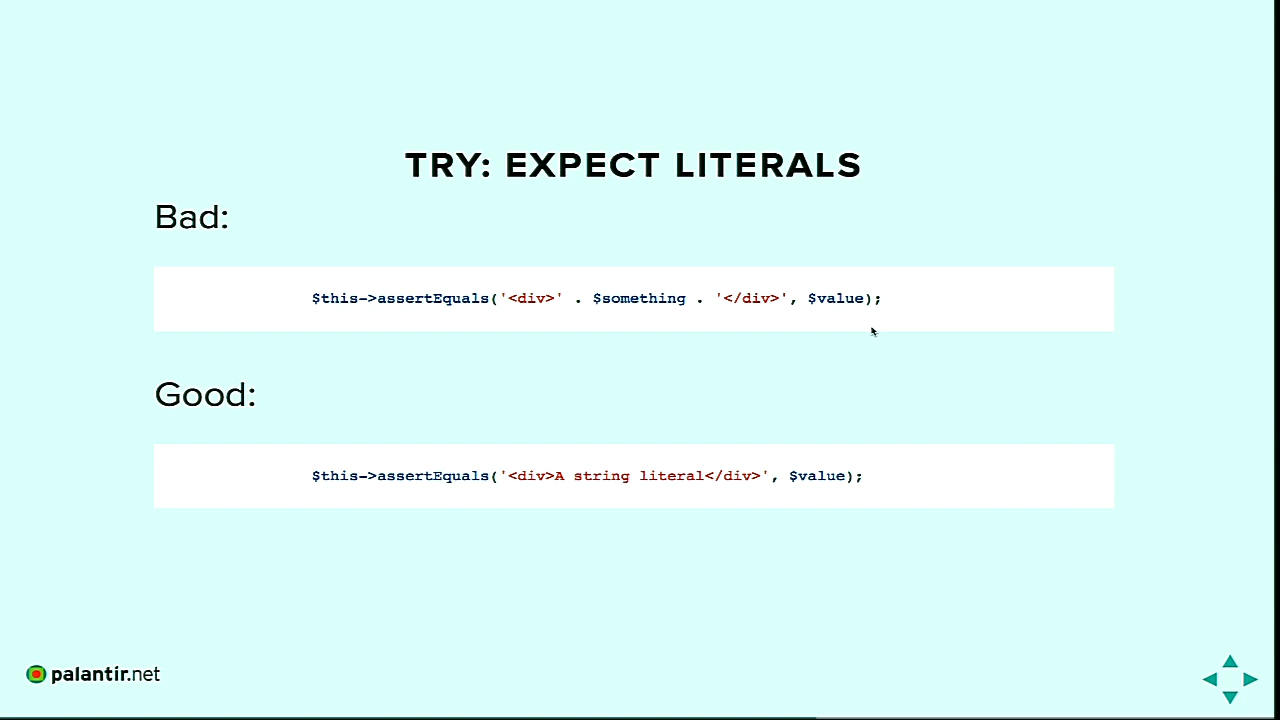 TRY: EXPECT LITERALS
Bad:
$this->assertEquals('<div>' . $something . '</div>', $value);
Good:
$this->assertEquals('<div>A string literal</div>', $value);
palantir.net